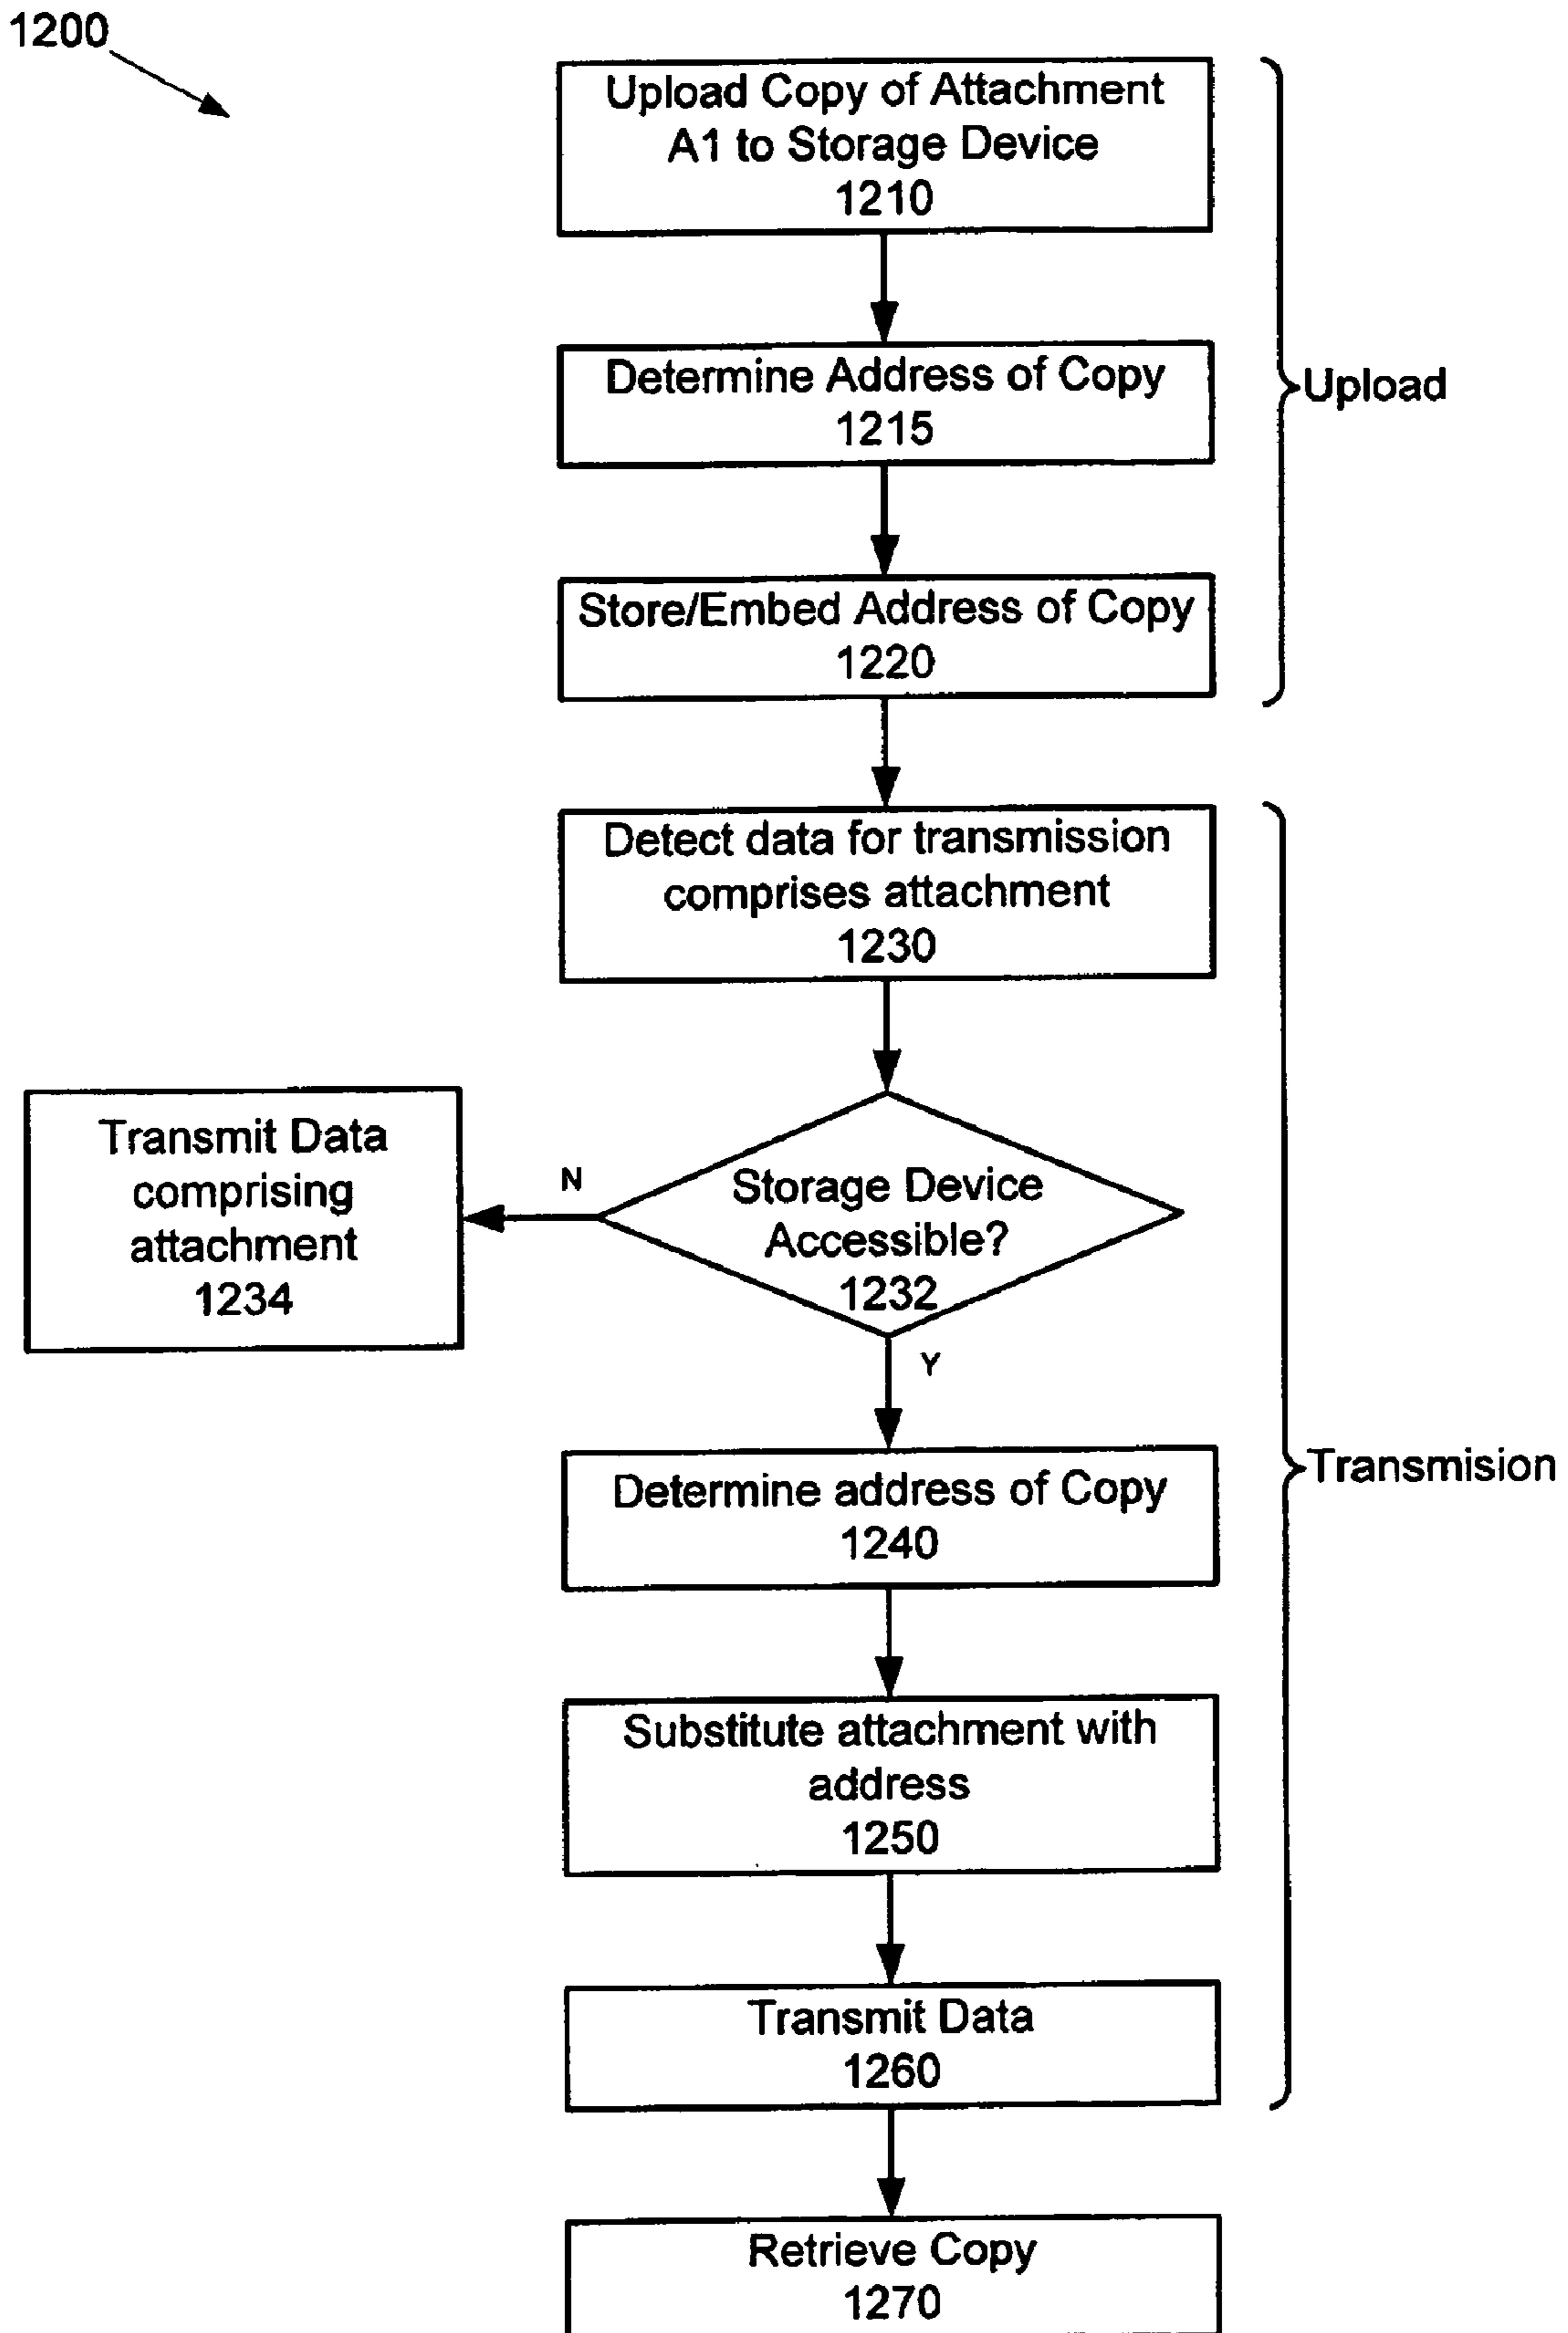 1200
Upload Copy of Attachment
A1 to Storage Device
1210
Determine Address of Copy
1215
Upload
Store/Embed Address of Copy
1220
Detect data for transmission
comprises attachment
1230
Storage Device
Accessible?
1232
N
Transmit Data
comprising
attachment
1234
Y
Determine address of Copy
1240
Transmision
Substitute attachment with
address
1250
Transmit Data
1260
Retrieve Copy
1270